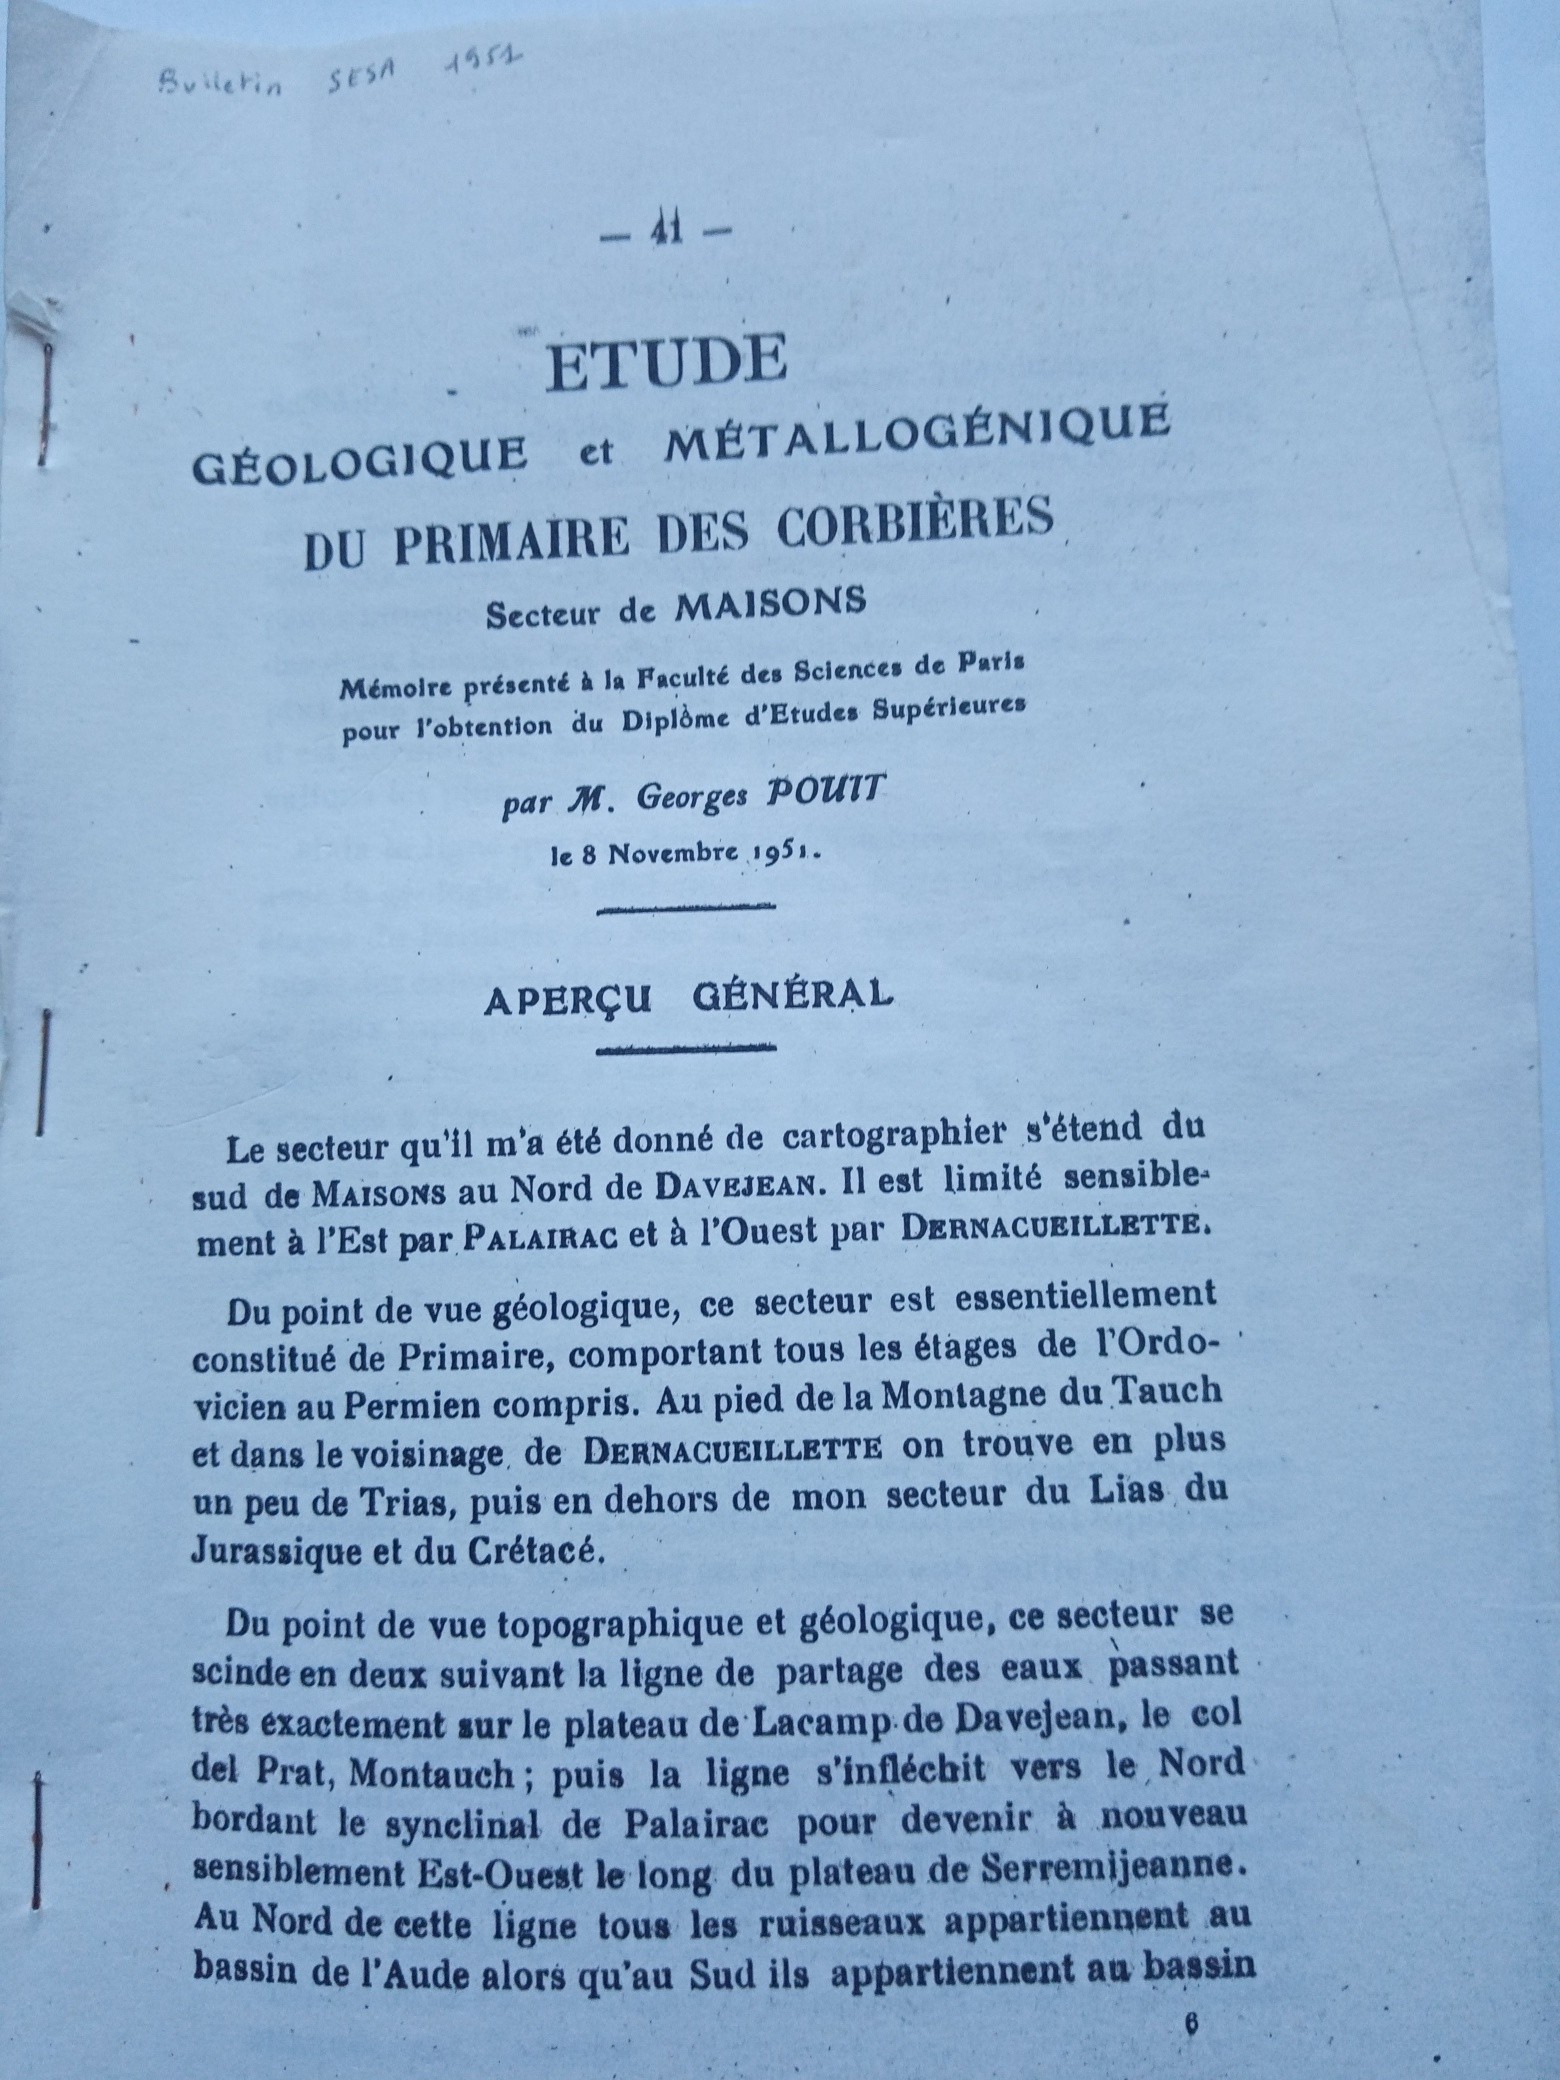 Bulletin SESA 1951
— 41 —
ETUDE
GÉOLOGIQUE et MÉTALLOGÉNIQUE
DU PRIMAIRE DES CORBIÈRES
Secteur de MAISONS
Mémoire présenté à la Faculté des Sciences de Paris
pour l'obtention du Diplôme d'Etudes Supérieures
par M. Georges POUIT
le 8 Novembre 1951.
APERÇU GÉNÉRAL
Le secteur qu'il m'a été donné de cartographier s'étend du
sud de MAISONS au Nord de DAVEJEAN. Il est limité sensible-
ment à l'Est par PALAIRAC et à l'Ouest par DERNACUEILLETTE.
Du point de vue géologique, ce secteur est essentiellement
constitué de Primaire, comportant tous les étages de l'Ordo-
vicien au Permien compris. Au pied de la Montagne du Tauch
et dans le voisinage de DERNACUEILLETTE on trouve en plus
un peu de Trias, puis en dehors de mon secteur du Lias du
Jurassique et du Crétacé.
Du point de vue topographique et géologique, ce secteur se
scinde en deux suivant la ligne de partage des eaux passant
très exactement sur le plateau de Lacamp de Davejean, le col
del Prat, Montauch ; puis la ligne s'infléchit vers le Nord
bordant le synclinal de Palairac pour devenir à nouveau
sensiblement Est-Ouest le long du plateau de Serremijeanne.
Au Nord de cette ligne tous les ruisseaux appartiennent au
bassin de l'Aude alors qu'au Sud ils appartiennent au bassin
6